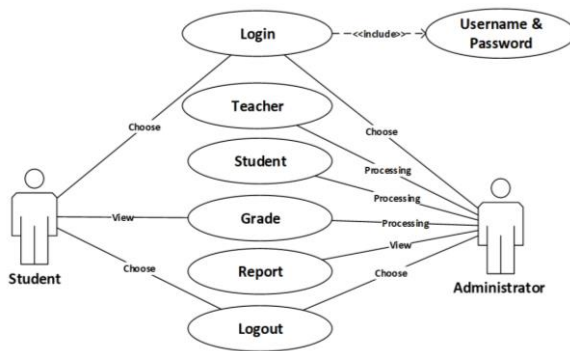 Login
<<include>>
Username &
Password
Teacher
Choose
Choose
Student
Processing
Processing
View
Grade
Processing
View
Student
Choose
Report
Choose
Administrator
Logout